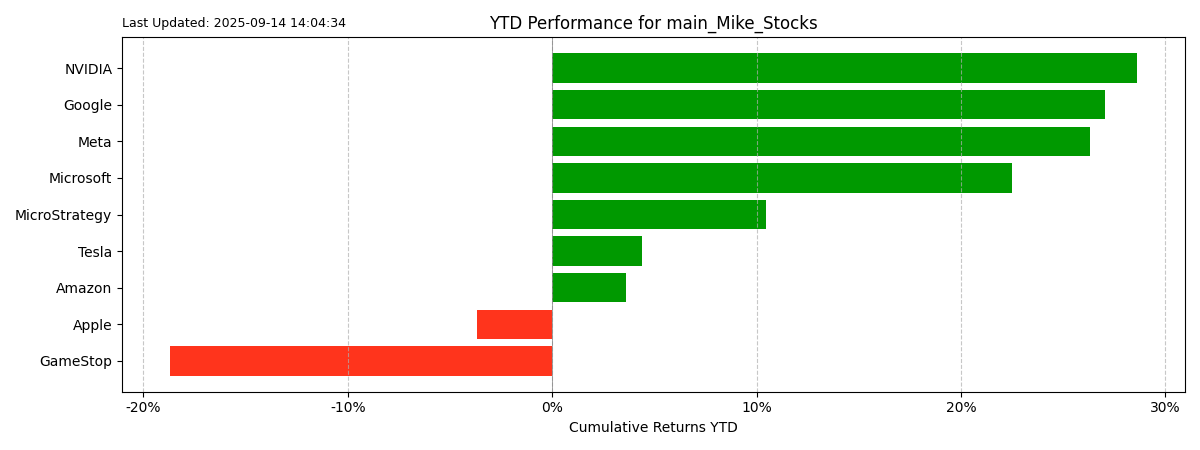 Last Updated: 2025-09-14 14:04:34
YTD Performance for main_Mike_Stocks
NVIDIA
Google
Meta
Microsoft
MicroStrategy
Tesla
Amazon
Apple
GameStop
-20% -10% 0% 10% 20% 30%
Cumulative Returns YTD